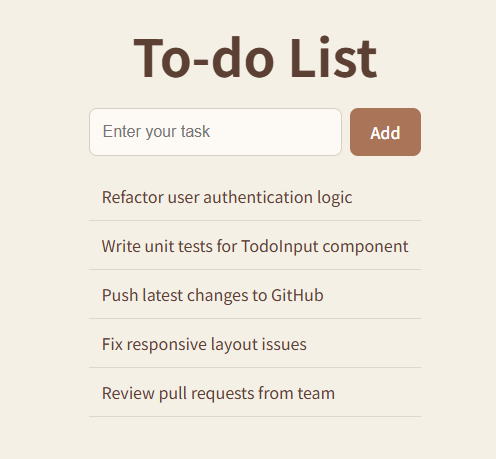 To-do List
Enter your task
Add
Refactor user authentication logic
Write unit tests for TodoInput component
Push latest changes to GitHub
Fix responsive layout issues
Review pull requests from team